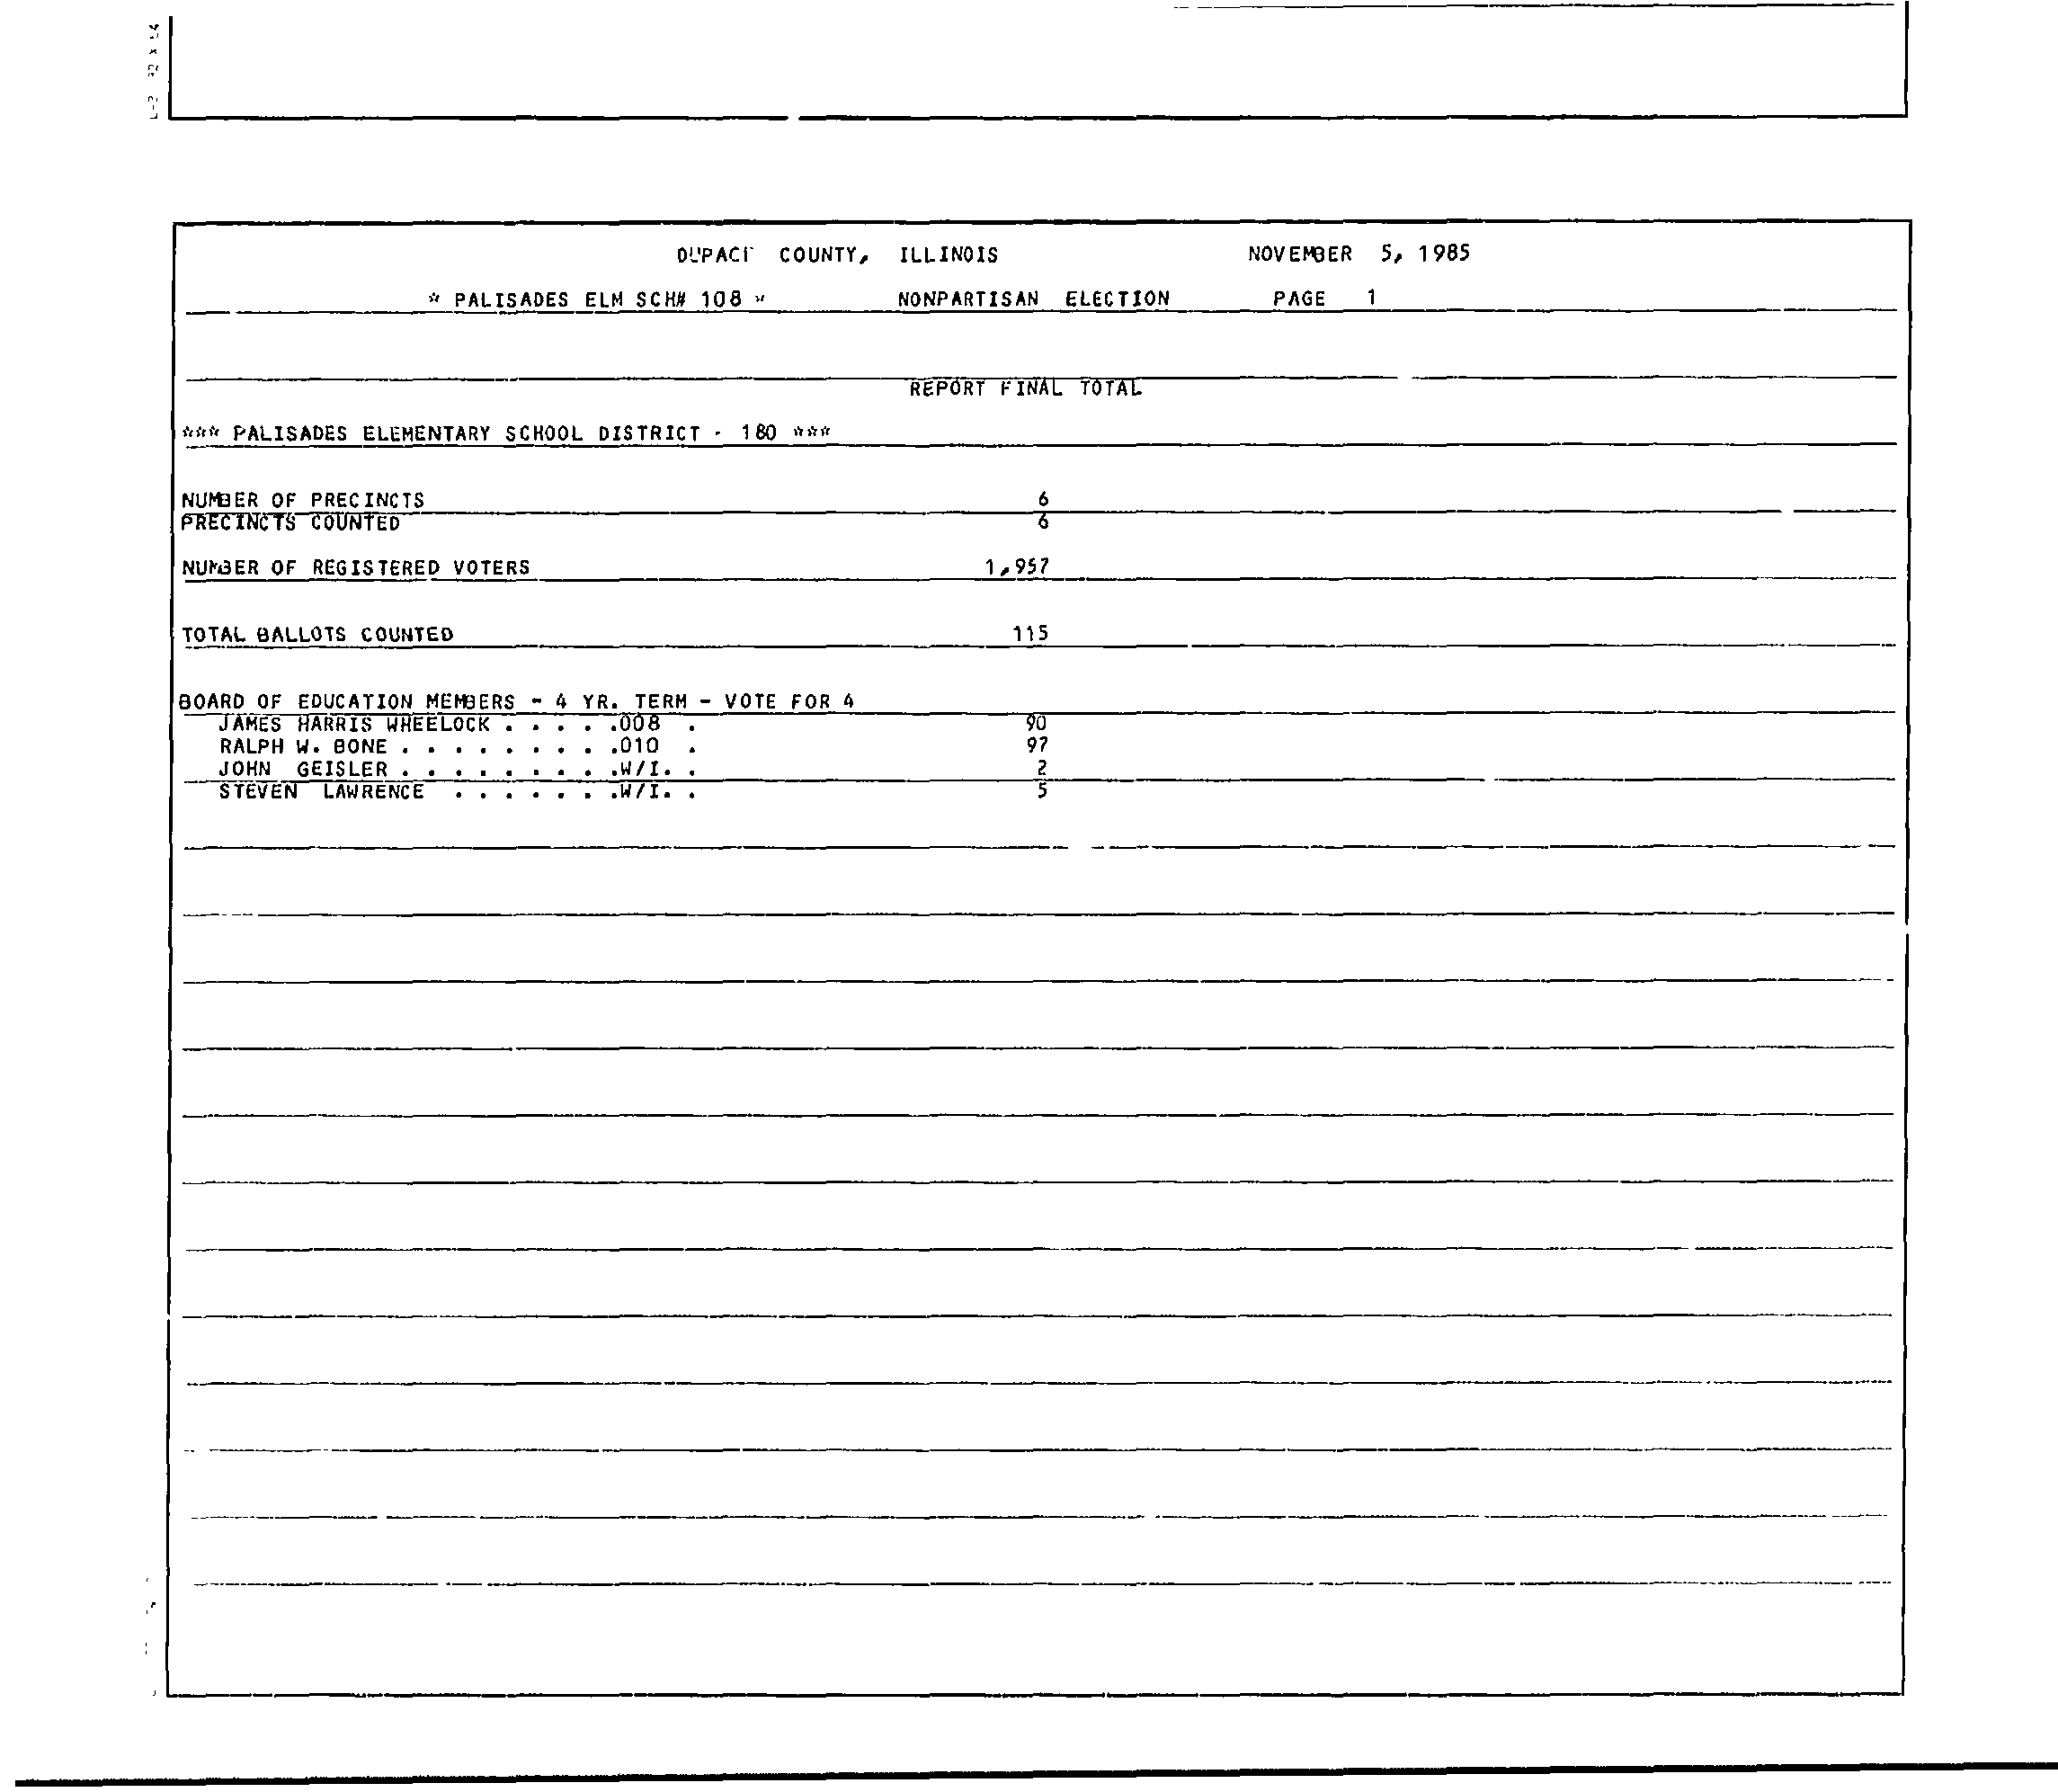 DUPAGE COUNTY, ILLINOIS NOVEMBER 5, 1985
* PALISADES ELM SCH# 108 * NONPARTISAN ELECTION PAGE 1
REPORT FINAL TOTAL
*** PALISADES ELEMENTARY SCHOOL DISTRICT - 180 ***
NUMBER OF PRECINCTS 6
PRECINCTS COUNTED 6
NUMBER OF REGISTERED VOTERS 1,957
TOTAL BALLOTS COUNTED 115
BOARD OF EDUCATION MEMBERS - 4 YR. TERM - VOTE FOR 4
JAMES HARRIS WHEELOCK . . . . .008 . 90
RALPH W. BONE . . . . . . . . .010 . 97
JOHN GEISLER . . . . . . . . .W/I. . 2
STEVEN LAWRENCE . . . . . . .W/I. . 5